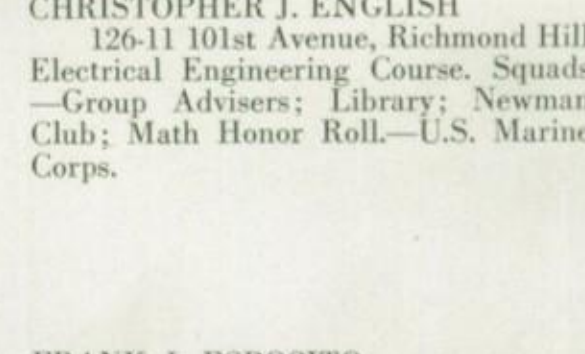 CHRISTOPHER J. ENGLISH
126-11 101st Avenue, Richmond Hill
Electrical Engineering Course. Squads
—Group Advisers; Library; Newman
Club; Math Honor Roll.—U.S. Marine
Corps.